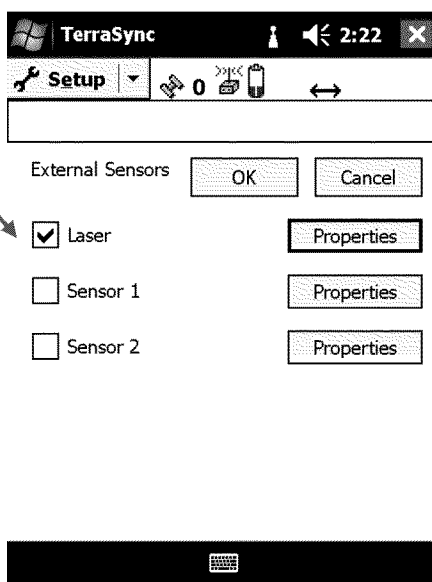 TerraSync 2:22
Setup 0
External Sensors OK Cancel
Laser Properties
Sensor 1 Properties
Sensor 2 Properties